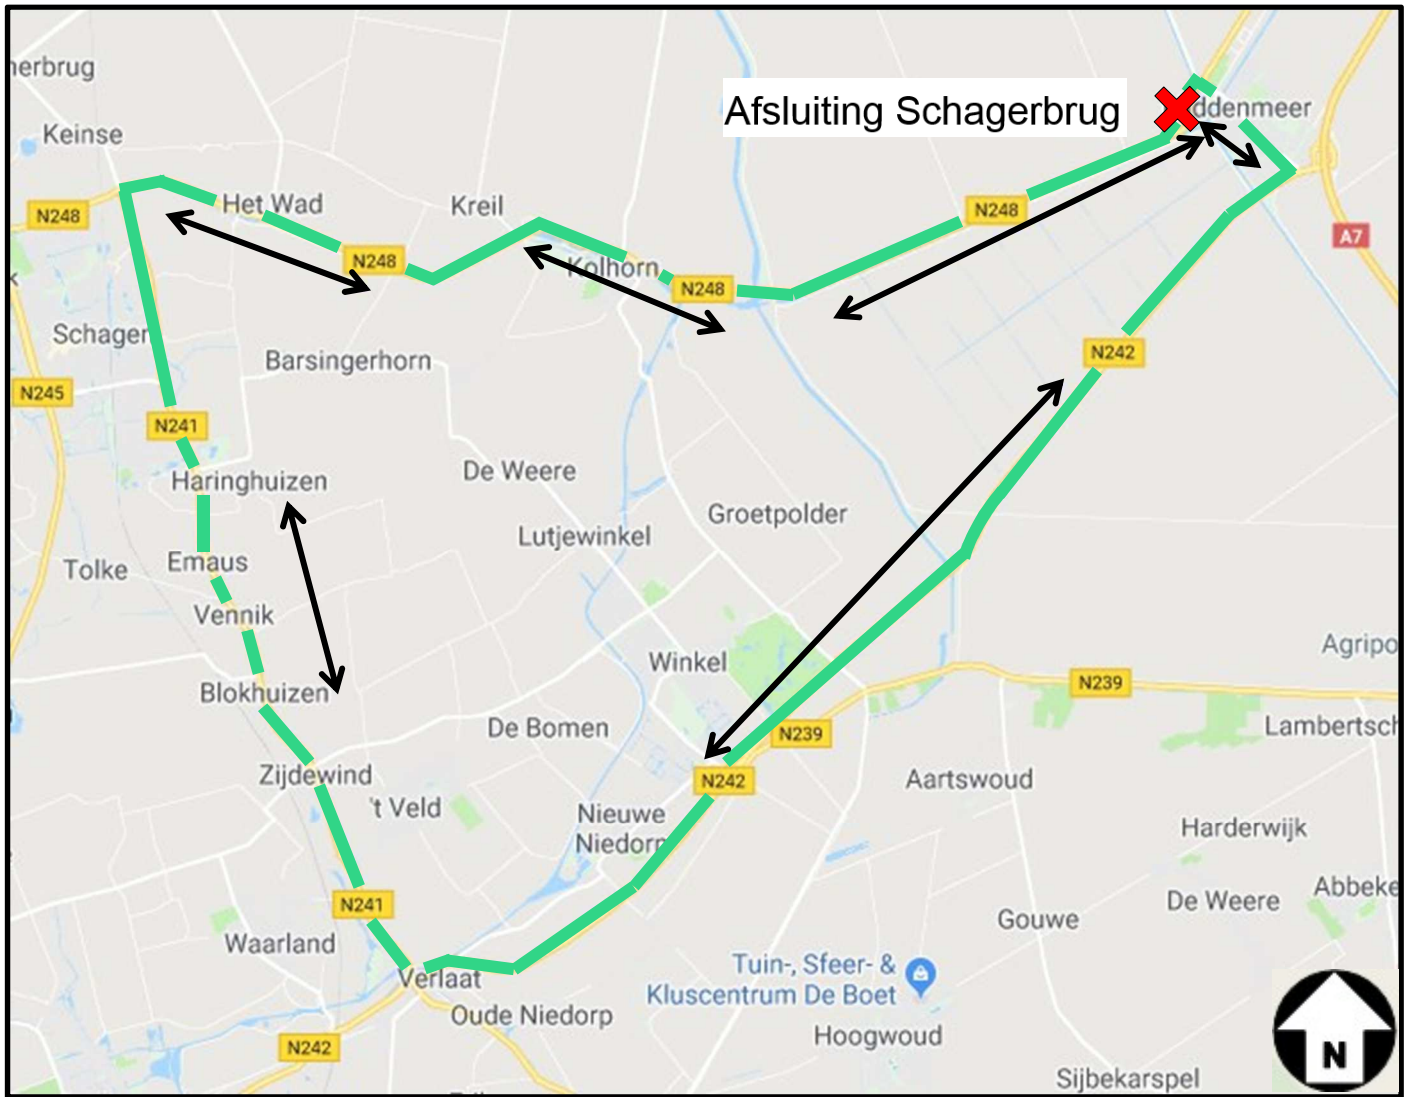 nerbrug
Afsluiting Schagerbrug
ddenmeer
Keinse
Het Wad
Kreil
N248
N248
A7
N248
Kolhorn
N248
Schagen
N242
Barsingerhorn
N245
N241
De Weere
Haringhuizen
Groetpolder
Lutjewinkel
Emaus
Tolke
Vennik
Agripo
Winkel
N239
Blokhuizen
De Bomen
N239
Lambertsch
Zijdewind
N242
Aartswoud
't Veld
Nieuwe
Niedorp
Harderwijk
Abbeke
De Weere
N241
Gouwe
Waarland
Tuin-, Sfeer- &
Kluscentrum De Boet
Verlaat
Oude Niedorp
Hoogwoud
N242
N
Sijbekarspel